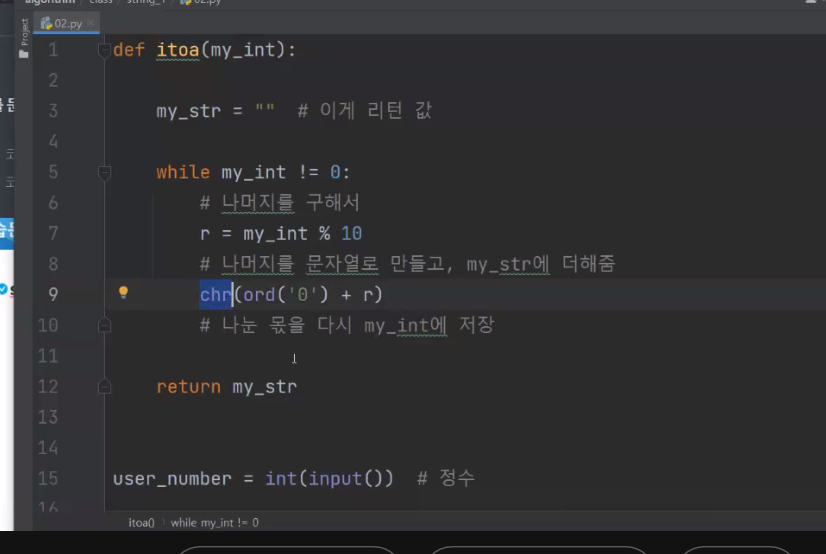 algorithm class string_1 02.py
Project
02.py
1 def itoa(my_int):
2
3 my_str = "" # 이게 리턴 값
4
5 while my_int != 0:
6 # 나머지를 구해서
7 r = my_int % 10
8 # 나머지를 문자열로 만들고, my_str에 더해줌
9 chr(ord('0') + r)
10 # 나눈 몫을 다시 my_int에 저장
11
12 return my_str
13
14
15 user_number = int(input()) # 정수
16
itoa() while my_int != 0